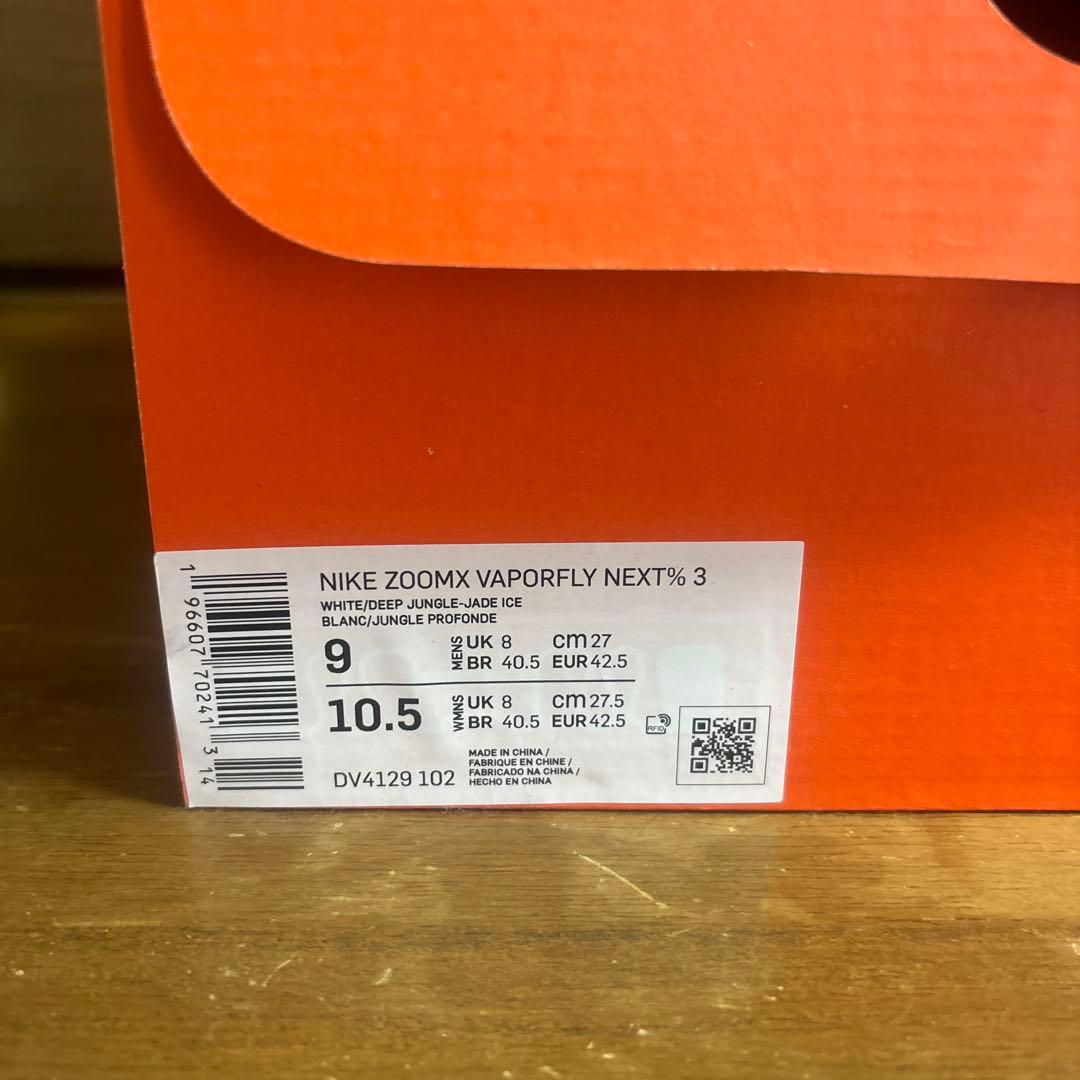 NIKE ZOOMX VAPORFLY NEXT% 3
WHITE/DEEP JUNGLE-JADE ICE
BLANC/JUNGLE PROFONDE
9 MENS UK 8 cm 27
BR 40.5 EUR 42.5
10.5 WMNS UK 8 cm 27.5
BR 40.5 EUR 42.5
RFID
MADE IN CHINA /
FABRIQUE EN CHINE /
FABRICADO NA CHINA /
HECHO EN CHINA
DV4129 102
1 96607 70241 3 14